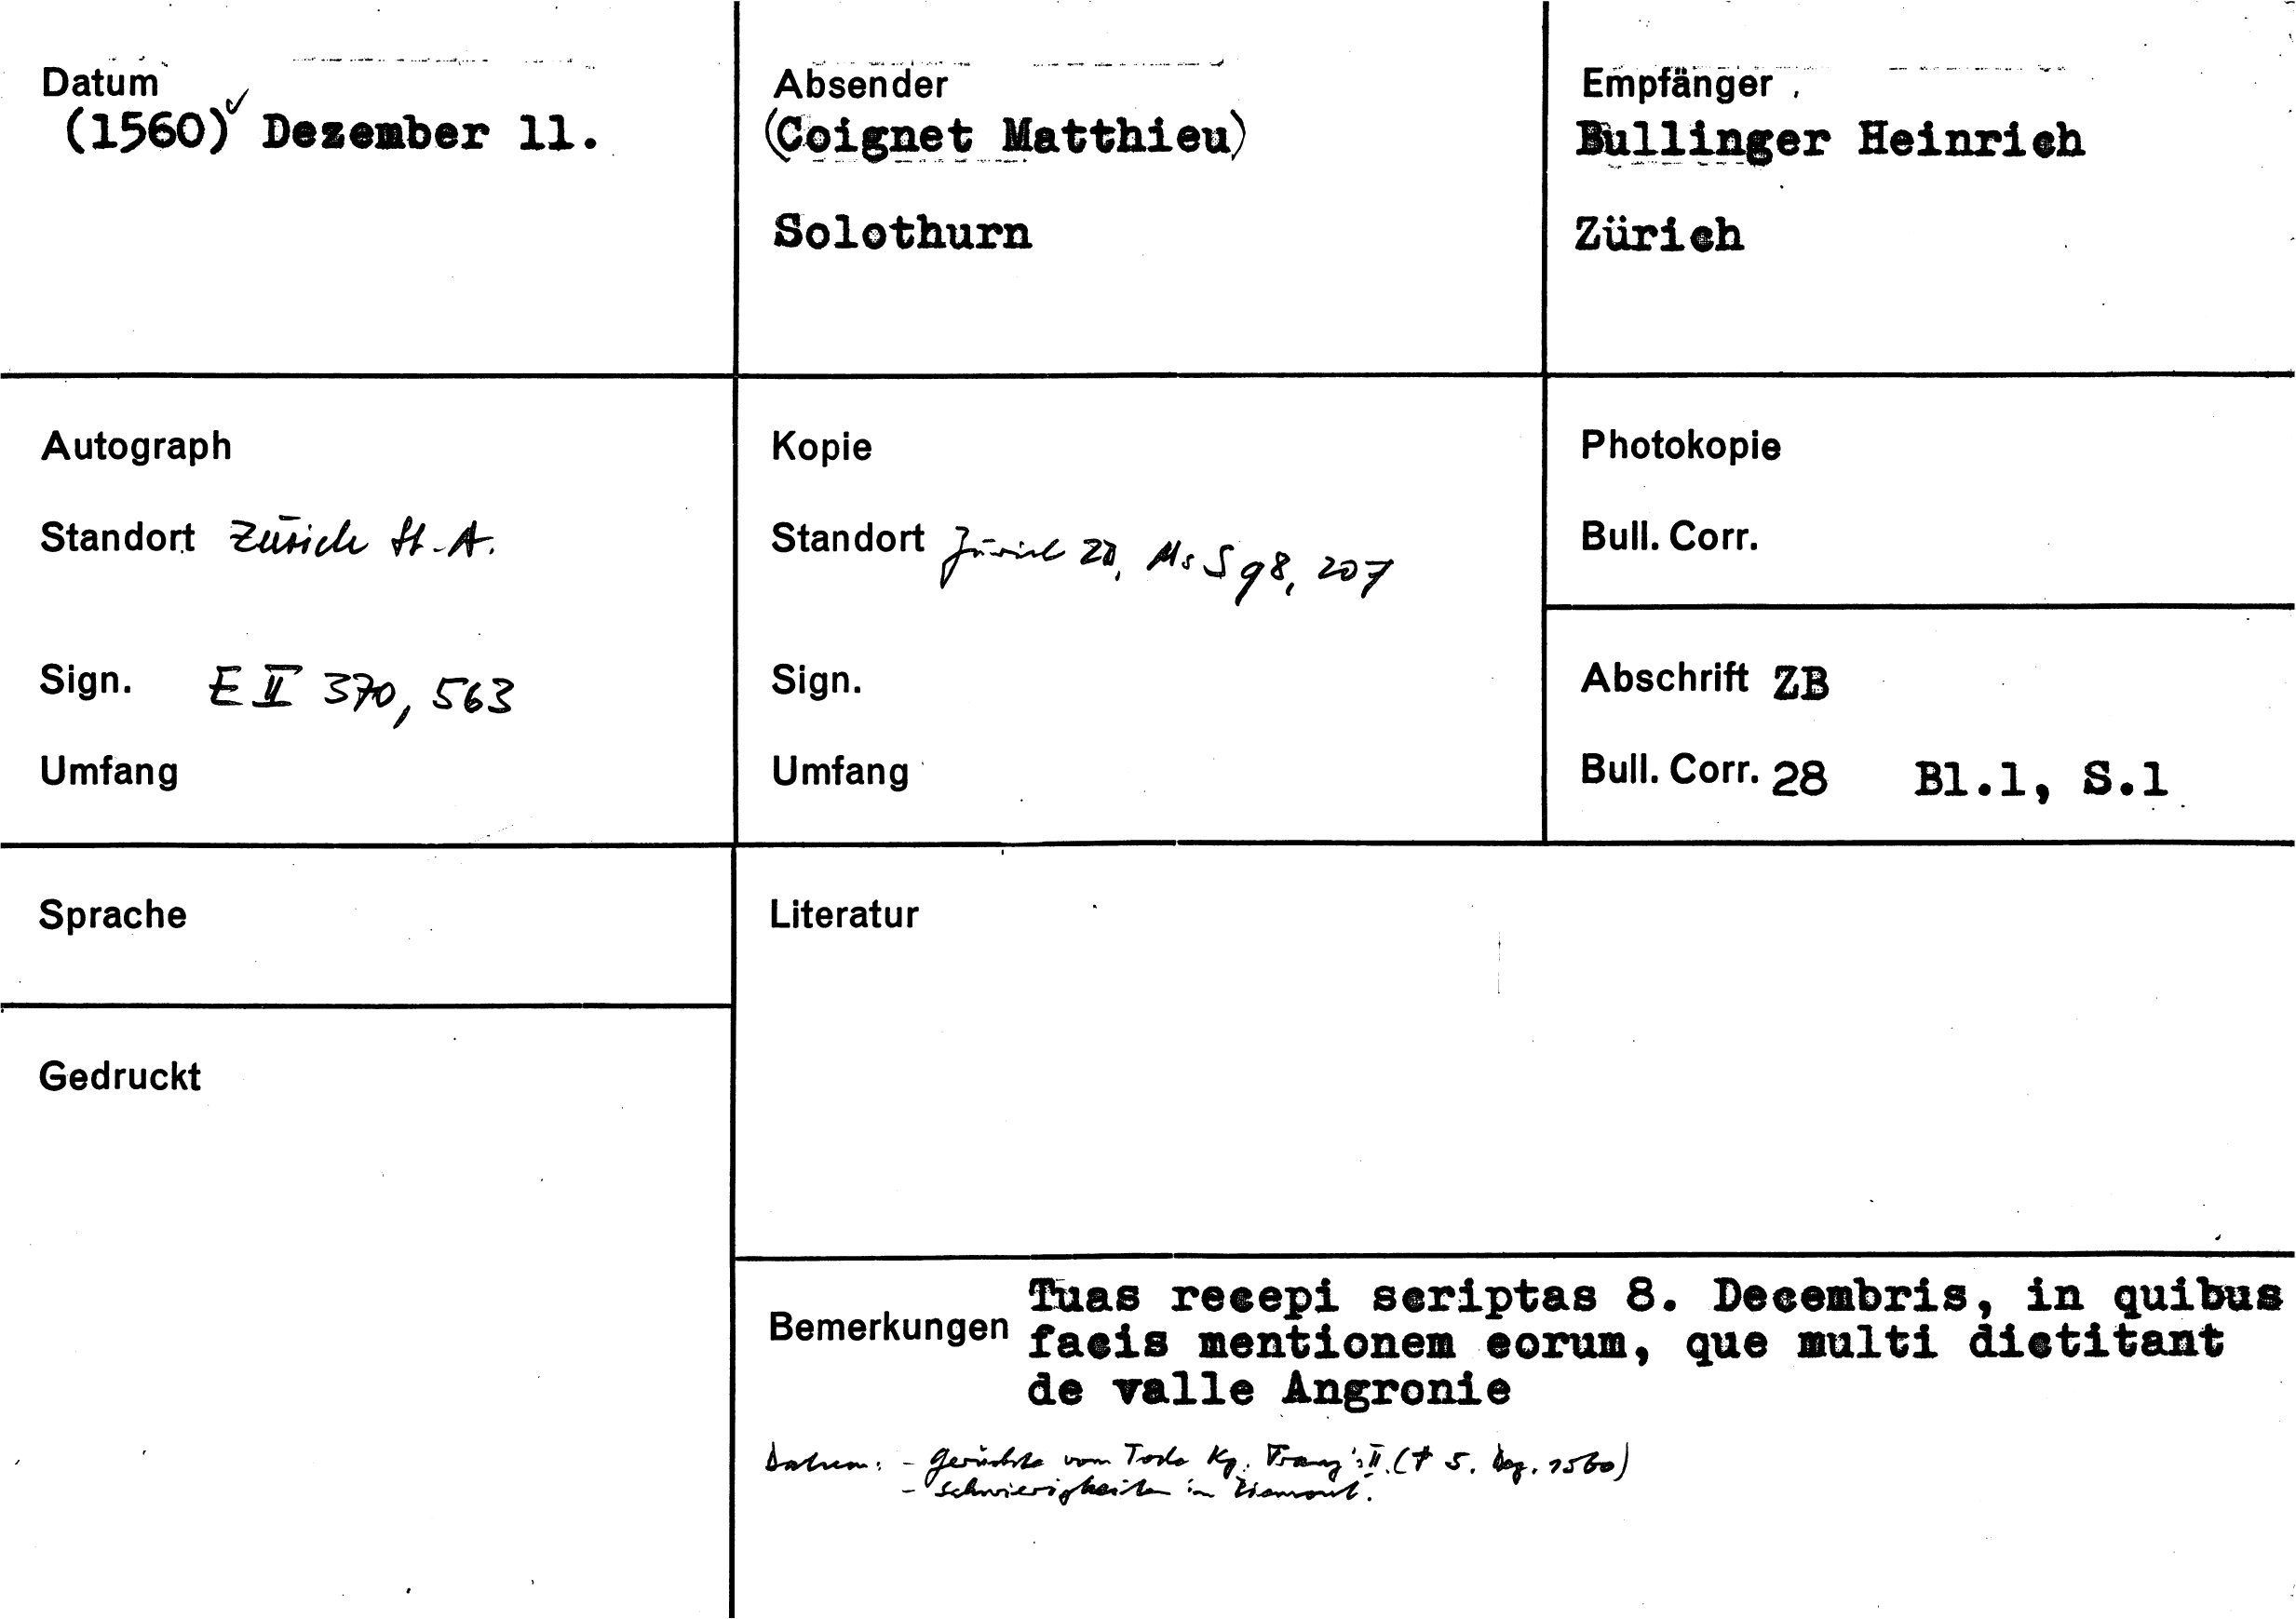 Datum
(1560)✓ Dezember 11.
Absender
(Coignet Matthieu)
Solothurn
Empfänger
Bullinger Heinrich
Zürich
Autograph
Standort Zürich St.A.
Sign. E II 370, 563
Umfang
Kopie
Standort Zürich ZB, Ms S 98, 207
Sign.
Umfang
Photokopie
Bull. Corr.
Abschrift ZB
Bull. Corr. 28 Bl.1, S.1
Sprache
Gedruckt
Literatur
Bemerkungen
Tuas recepi scriptas 8. Decembris, in quibus
facis mentionem eorum, que multi dictitant
de valle Angronie
Datum: - Gerüchte vom Tode Kg. Franz' II. († 5. Dez. 1560)
- Schwierigkeiten in Piemont.